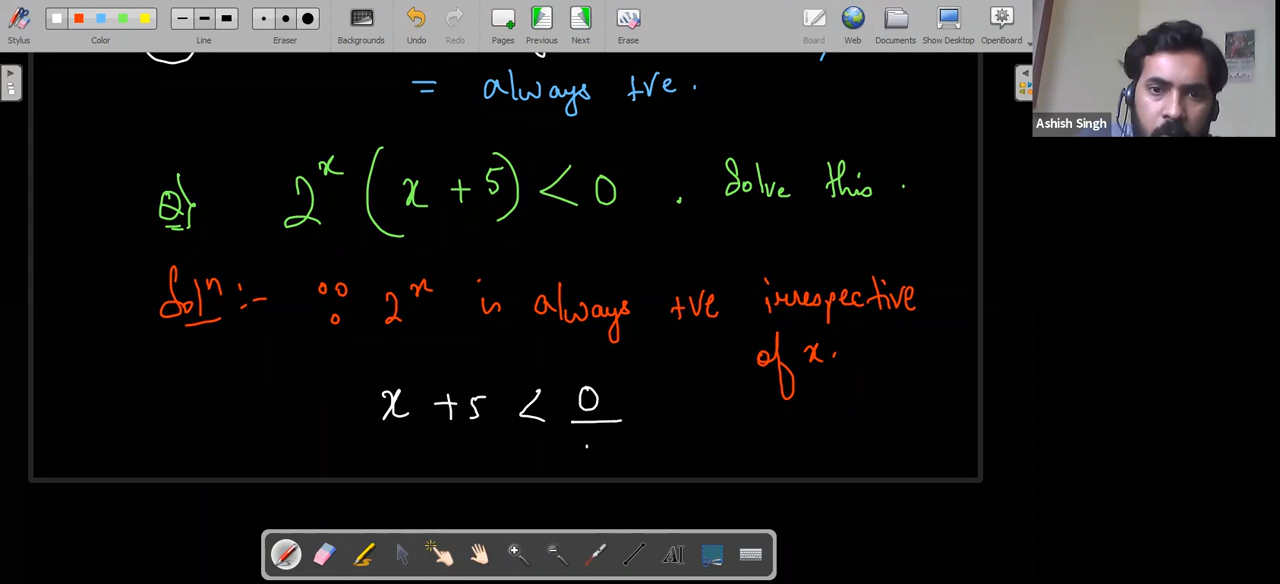 Stylus Color Line Eraser Backgrounds Undo Redo Pages Previous Next Erase Board Web Documents Show Desktop OpenBoard
= always +ve.
Ashish Singh
Q} 2^x (x + 5) < 0 . Solve this .
Solⁿ :- ∵ 2^x is always +ve irrespective
of x.
x + 5 < 0
AI